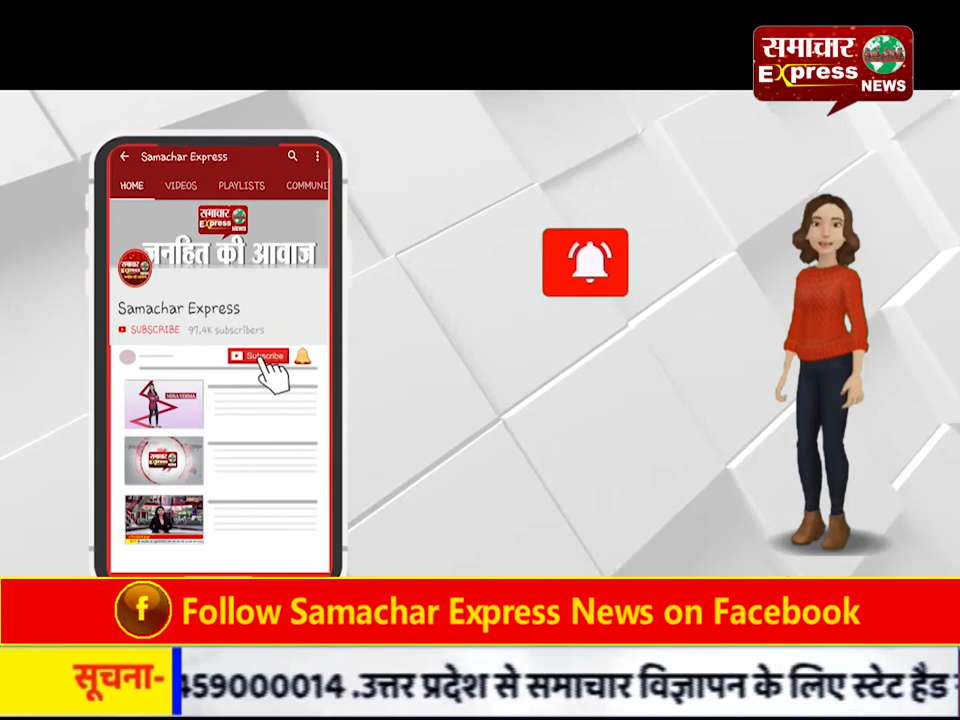 समाचार
Express
NEWS
Samachar Express
HOME VIDEOS PLAYLISTS COMMUNI
समाचार
Express
NEWS
जनहित की आवाज
Samachar Express
SUBSCRIBE 97.4K subscribers
Subscribe
f Follow Samachar Express News on Facebook
सूचना- 459000014 .उत्तर प्रदेश से समाचार विज्ञापन के लिए स्टेट हैड